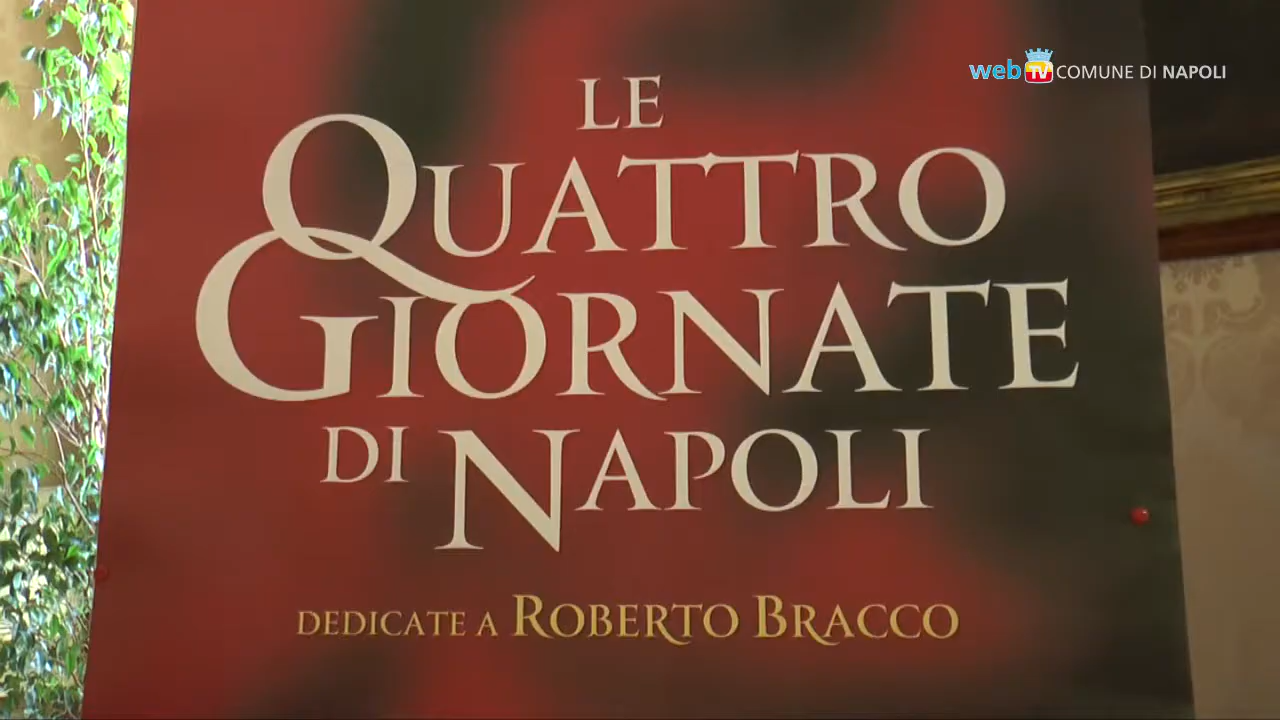 web TV COMUNE DI NAPOLI
LE
QUATTRO
GIORNATE
DI NAPOLI
DEDICATE A ROBERTO BRACCO